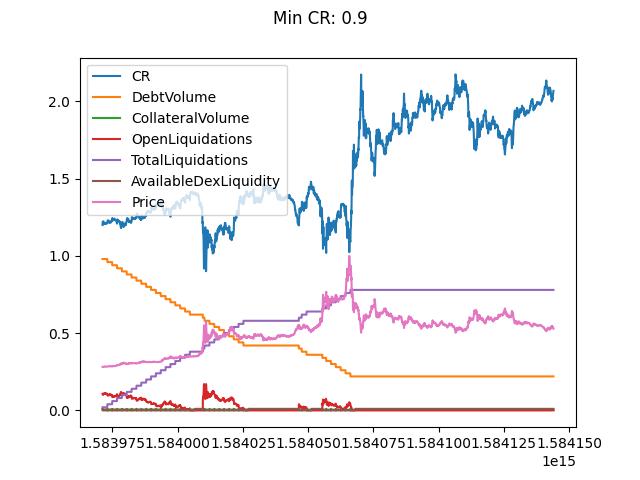 Min CR: 0.9
CR
DebtVolume
CollateralVolume
OpenLiquidations
TotalLiquidations
AvailableDexLiquidity
Price
2.0
1.5
1.0
0.5
0.0
1.583975 1.584000 1.584025 1.584050 1.584075 1.584100 1.584125 1.584150
1e15